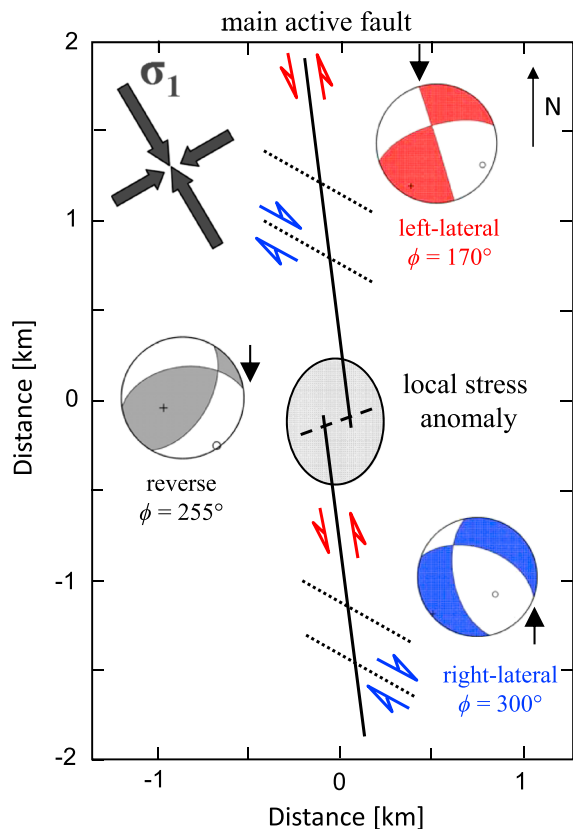 main active fault
2
σ1
N
left-lateral
ϕ = 170°
1
Distance [km]
0
local stress
anomaly
reverse
ϕ = 255°
-1
right-lateral
ϕ = 300°
-2
-1
0
1
Distance [km]